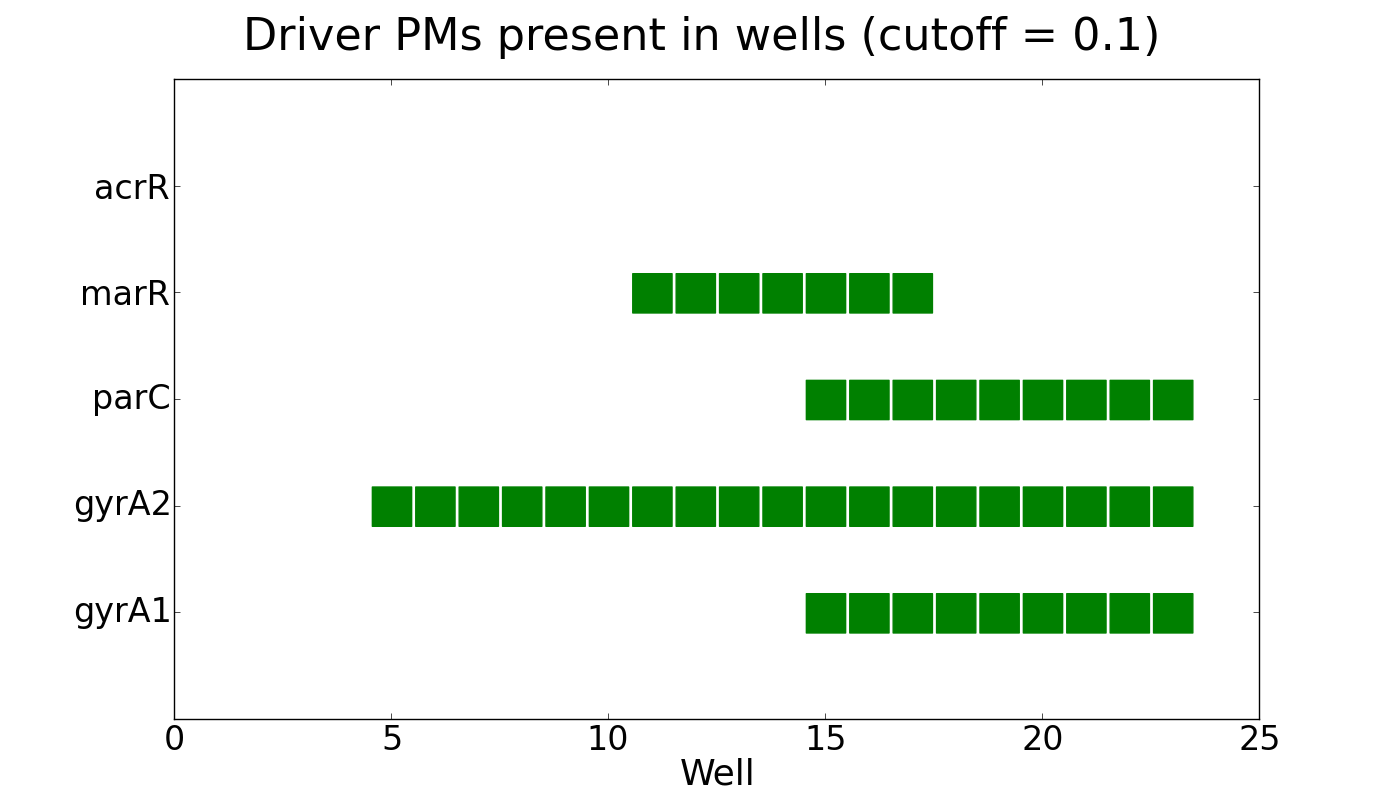 Driver PMs present in wells (cutoff = 0.1)
acrR
marR
parC
gyrA2
gyrA1
0 5 10 15 20 25
Well